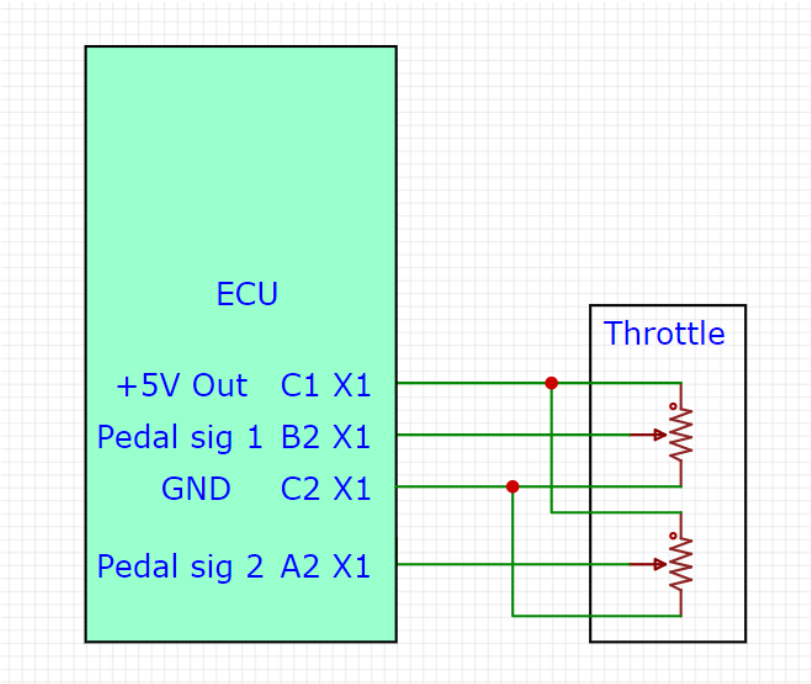 ECU
Throttle
+5V Out C1 X1
Pedal sig 1 B2 X1
GND C2 X1
Pedal sig 2 A2 X1